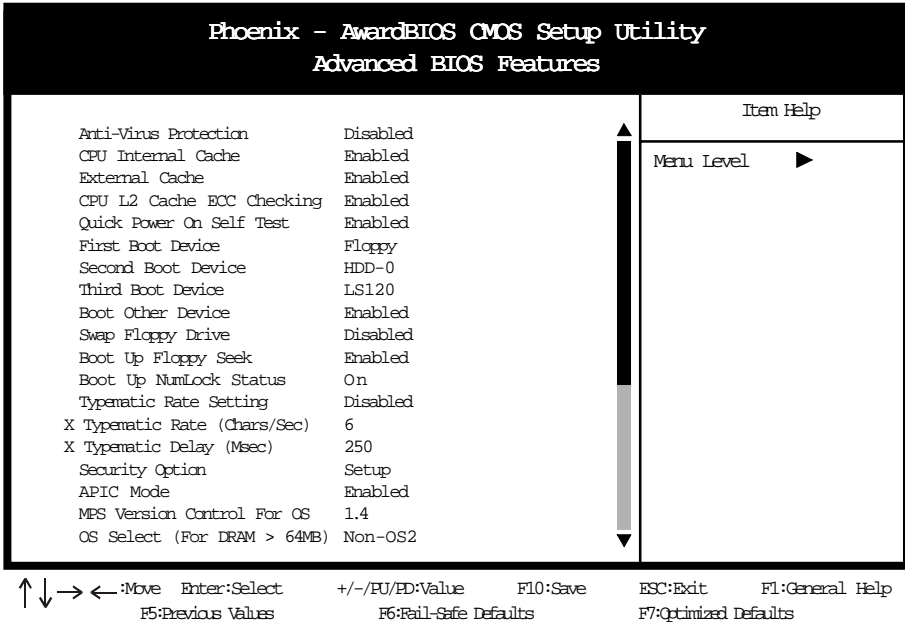 Phoenix - AwardBIOS CMOS Setup Utility
Advanced BIOS Features
Anti-Virus Protection Disabled
CPU Internal Cache Enabled
External Cache Enabled
CPU L2 Cache ECC Checking Enabled
Quick Power On Self Test Enabled
First Boot Device Floppy
Second Boot Device HDD-0
Third Boot Device LS120
Boot Other Device Enabled
Swap Floppy Drive Disabled
Boot Up Floppy Seek Enabled
Boot Up NumLock Status On
Typematic Rate Setting Disabled
X Typematic Rate (Chars/Sec) 6
X Typematic Delay (Msec) 250
Security Option Setup
APIC Mode Enabled
MPS Version Control For OS 1.4
OS Select (For DRAM > 64MB) Non-OS2
Item Help
Menu Level ▶
↑↓→←:Move Enter:Select +/-/PU/PD:Value F10:Save ESC:Exit F1:General Help
F5:Previous Values F6:Fail-Safe Defaults F7:Optimized Defaults